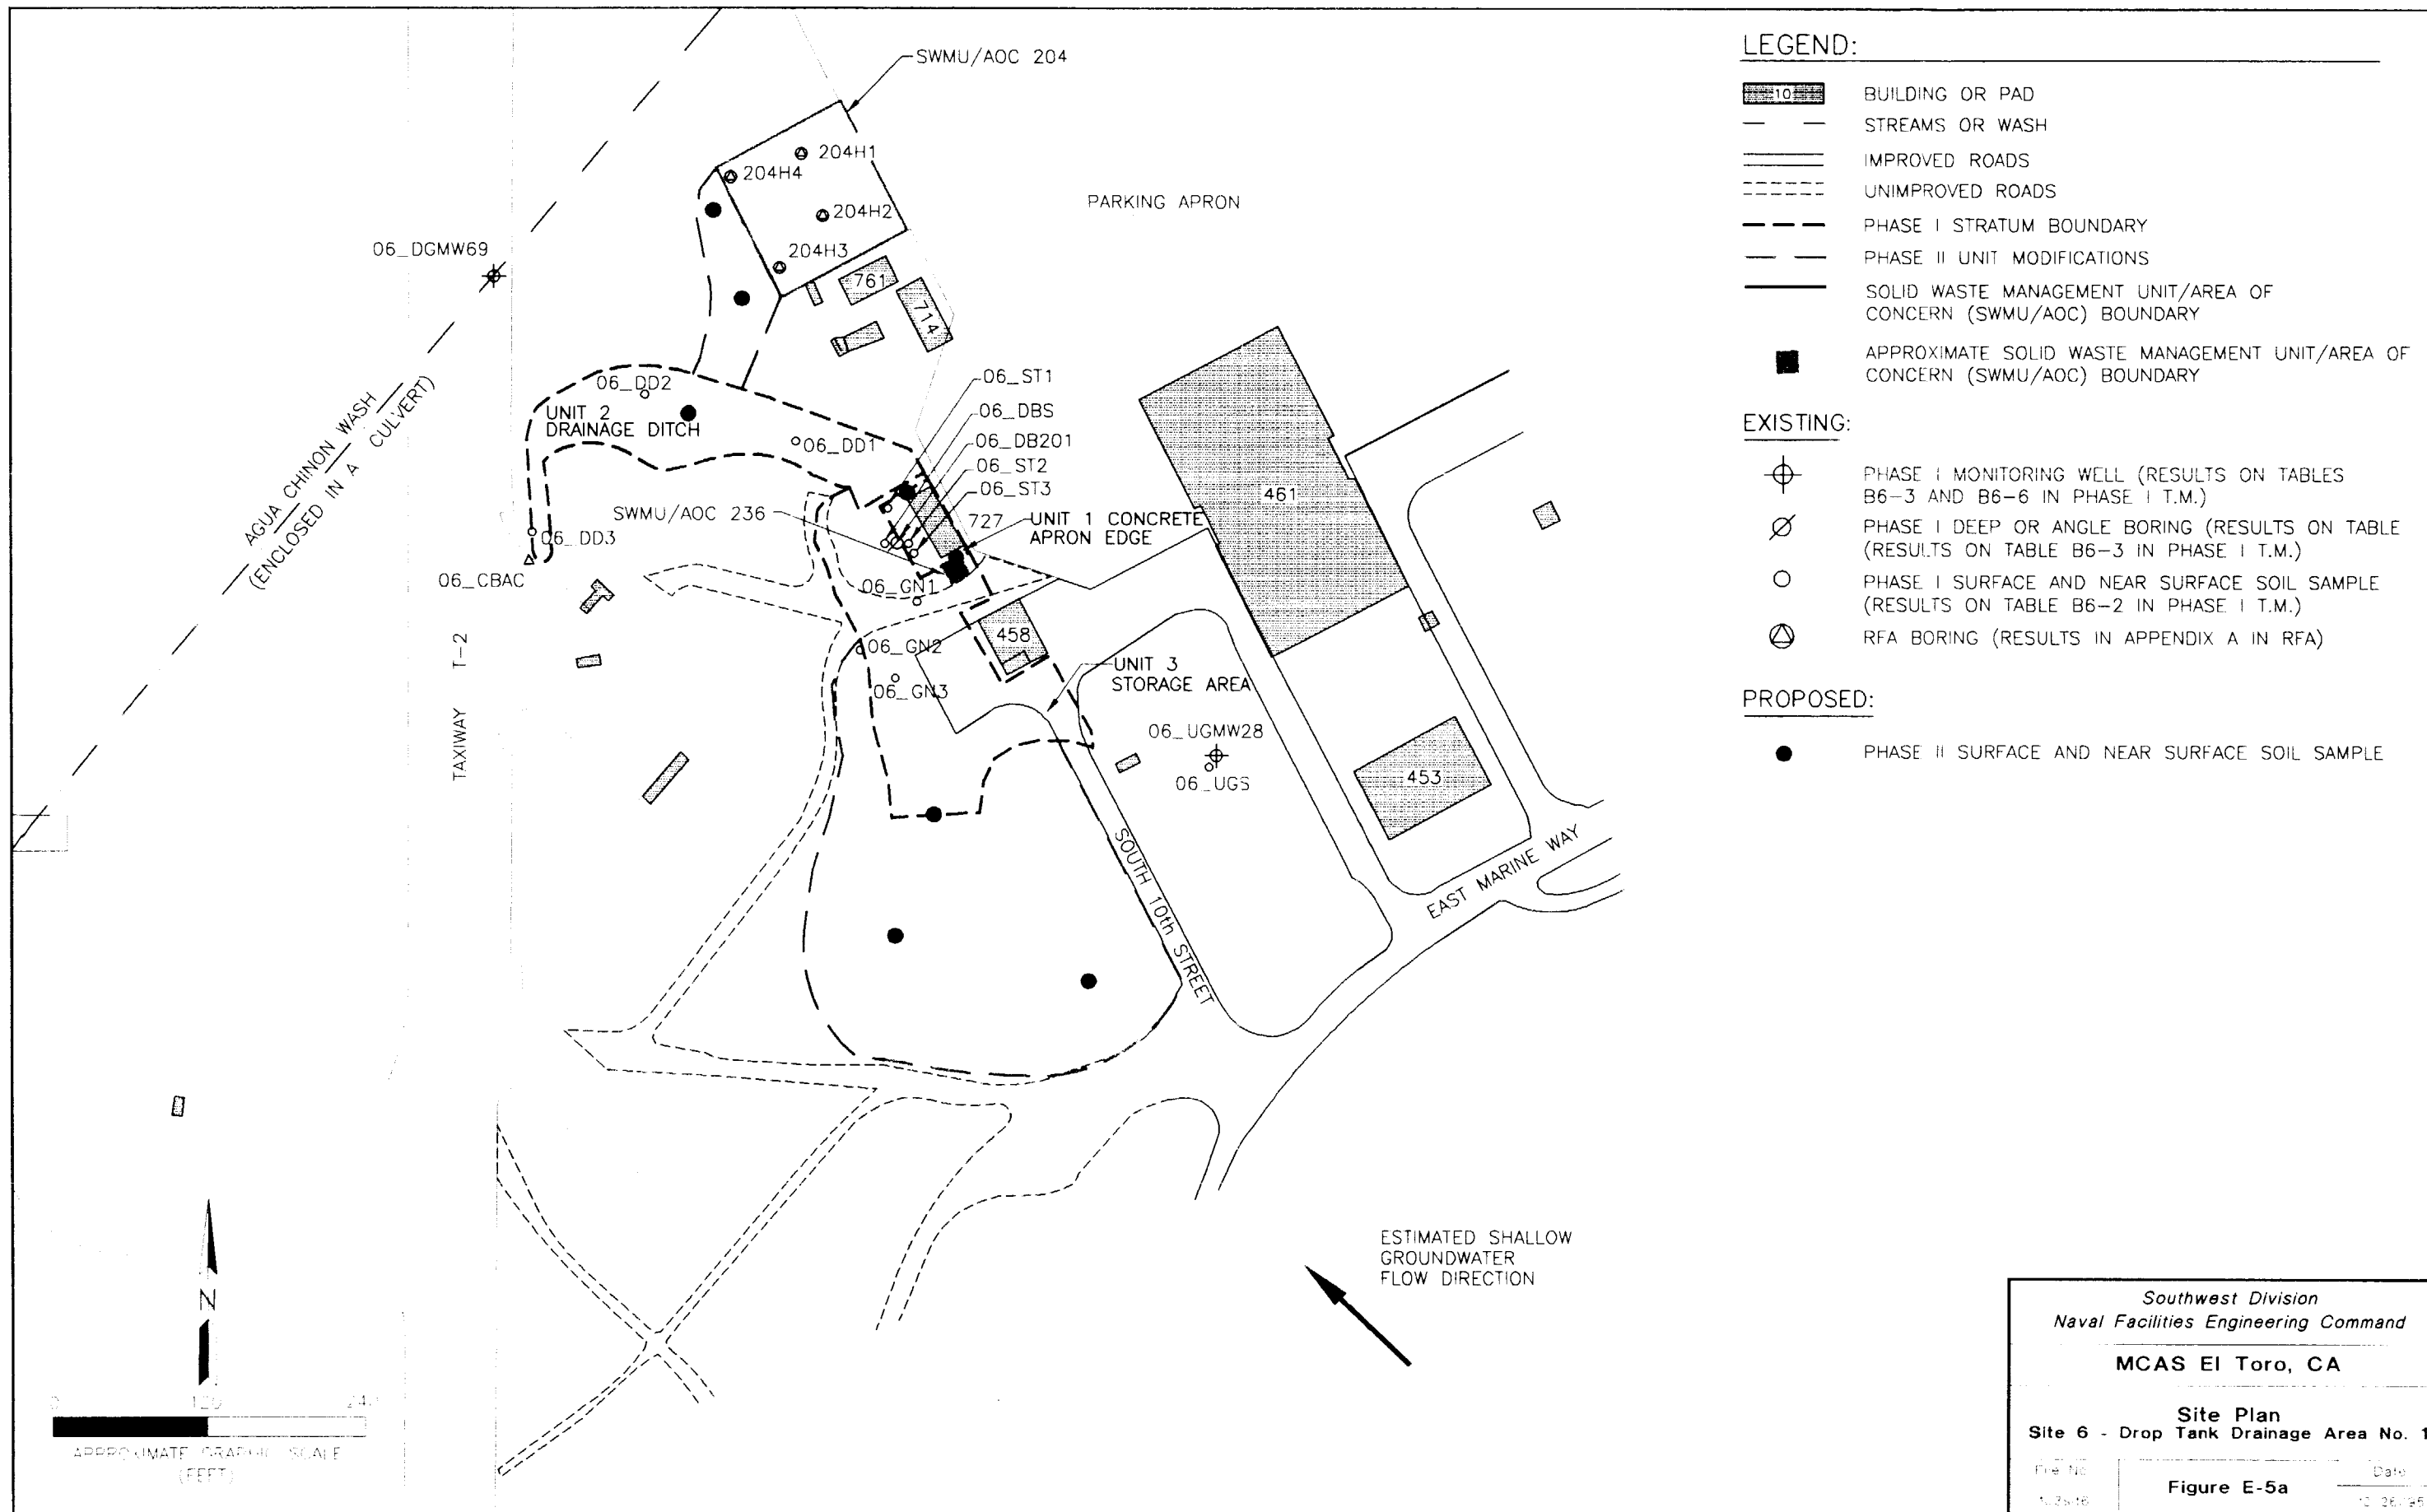 SWMU/AOC 204
204H1
204H4
204H2
204H3
PARKING APRON
06_DGMW69
761
714
AGUA CHINON WASH
(ENCLOSED IN A CULVERT)
06_DD2
UNIT 2
DRAINAGE DITCH
06_DD1
06_ST1
06_DBS
06_DB201
06_ST2
06_ST3
SWMU/AOC 236
727
UNIT 1 CONCRETE
APRON EDGE
461
06_DD3
06_CBAC
06_GN1
458
06_GN2
06_GN3
UNIT 3
STORAGE AREA
TAXIWAY T-2
06_UGMW28
06_UGS
453
SOUTH 10th STREET
EAST MARINE WAY
ESTIMATED SHALLOW
GROUNDWATER
FLOW DIRECTION
N
APPROXIMATE GRAPHIC SCALE
(FEET)
LEGEND:
10
BUILDING OR PAD
STREAMS OR WASH
IMPROVED ROADS
UNIMPROVED ROADS
PHASE I STRATUM BOUNDARY
PHASE II UNIT MODIFICATIONS
SOLID WASTE MANAGEMENT UNIT/AREA OF
CONCERN (SWMU/AOC) BOUNDARY
APPROXIMATE SOLID WASTE MANAGEMENT UNIT/AREA OF
CONCERN (SWMU/AOC) BOUNDARY
EXISTING:
PHASE I MONITORING WELL (RESULTS ON TABLES
B6-3 AND B6-6 IN PHASE I T.M.)
PHASE I DEEP OR ANGLE BORING (RESULTS ON TABLE
(RESULTS ON TABLE B6-3 IN PHASE I T.M.)
PHASE I SURFACE AND NEAR SURFACE SOIL SAMPLE
(RESULTS ON TABLE B6-2 IN PHASE I T.M.)
RFA BORING (RESULTS IN APPENDIX A IN RFA)
PROPOSED:
PHASE II SURFACE AND NEAR SURFACE SOIL SAMPLE
Southwest Division
Naval Facilities Engineering Command
MCAS El Toro, CA
Site Plan
Site 6 - Drop Tank Drainage Area No. 1
File No
Figure E-5a
Date